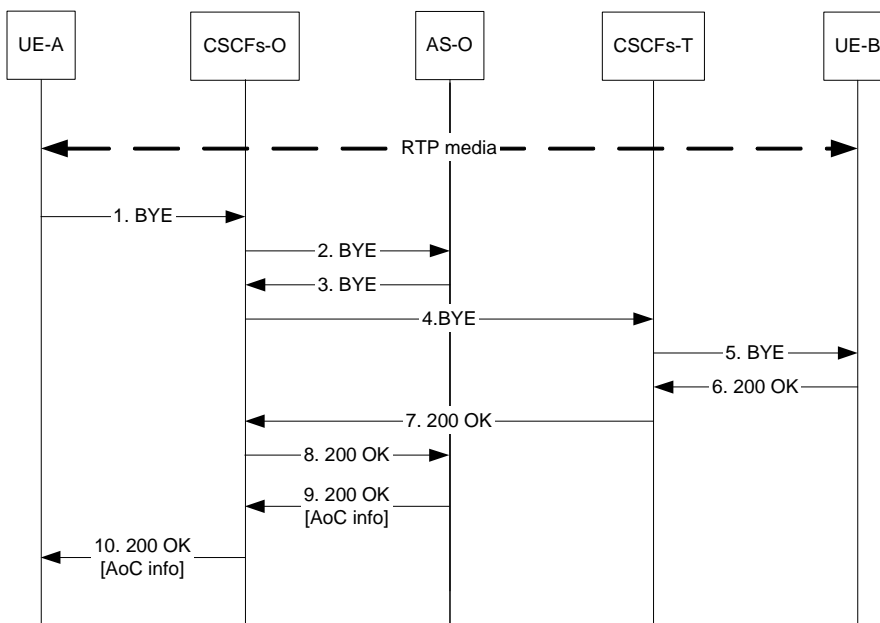 UE-A
CSCFs-O
AS-O
CSCFs-T
UE-B
RTP media
1. BYE
2. BYE
3. BYE
4.BYE
5. BYE
6. 200 OK
7. 200 OK
8. 200 OK
9. 200 OK
[AoC info]
10. 200 OK
[AoC info]